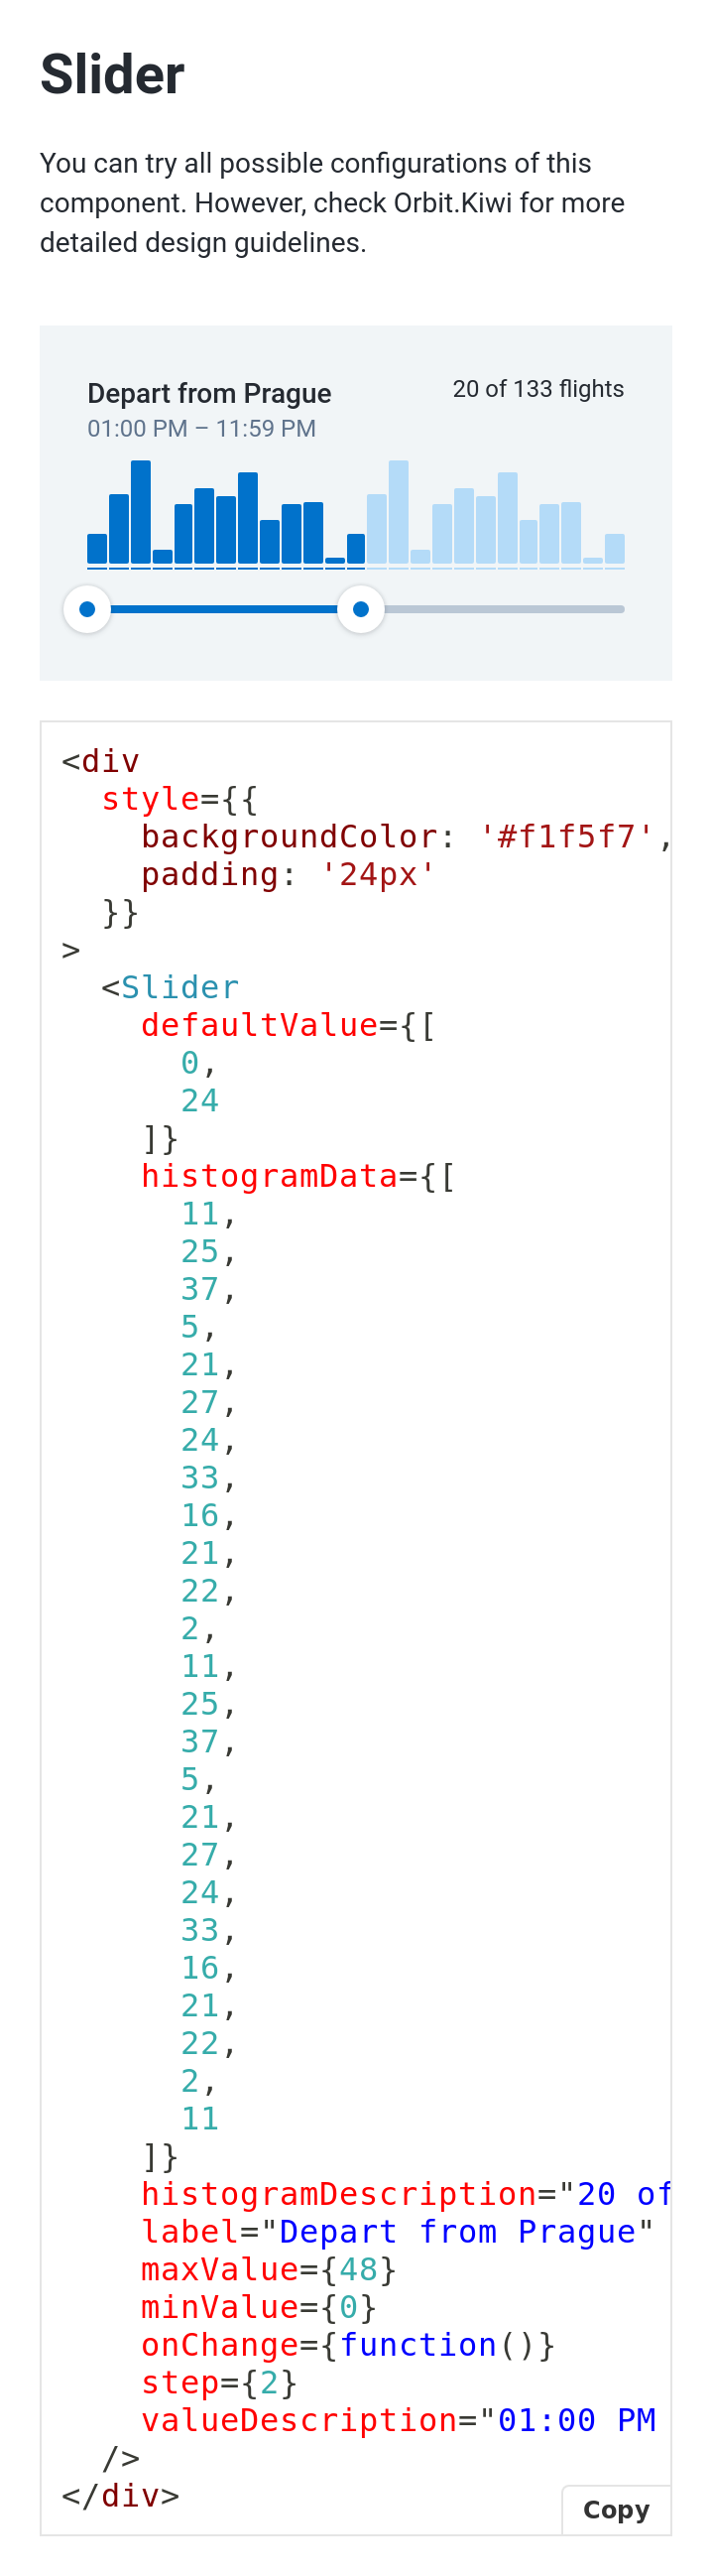 Slider
You can try all possible configurations of this
component. However, check Orbit.Kiwi for more
detailed design guidelines.
Depart from Prague
20 of 133 flights
01:00 PM – 11:59 PM
<div
  style={{
    backgroundColor: '#f1f5f7',
    padding: '24px'
  }}
>
  <Slider
    defaultValue={[
      0,
      24
    ]}
    histogramData={[
      11,
      25,
      37,
      5,
      21,
      27,
      24,
      33,
      16,
      21,
      22,
      2,
      11,
      25,
      37,
      5,
      21,
      27,
      24,
      33,
      16,
      21,
      22,
      2,
      11
    ]}
    histogramDescription="20 of
    label="Depart from Prague"
    maxValue={48}
    minValue={0}
    onChange={function()}
    step={2}
    valueDescription="01:00 PM
  />
</div>
Copy